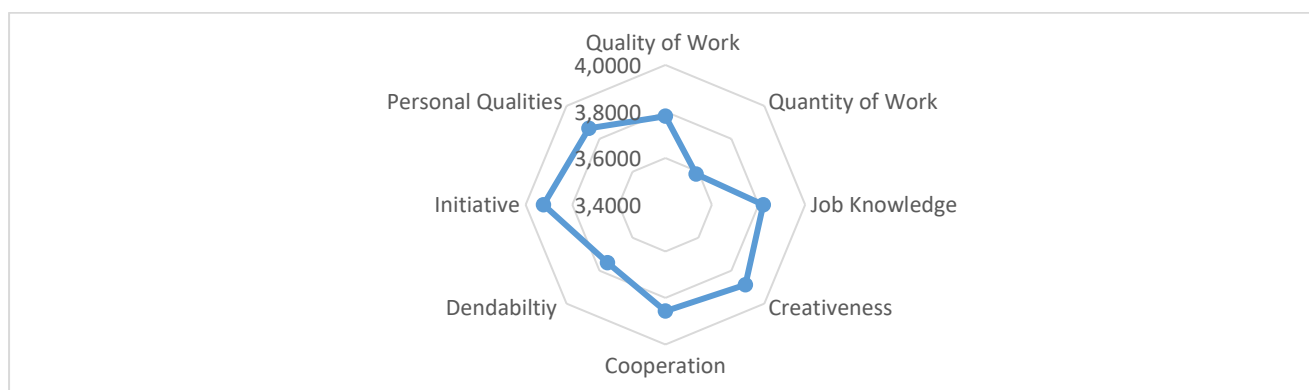 Quality of Work
4,0000
Personal Qualities
Quantity of Work
3,8000
3,6000
Initiative
3,4000
Job Knowledge
Dendabiltiy
Creativeness
Cooperation